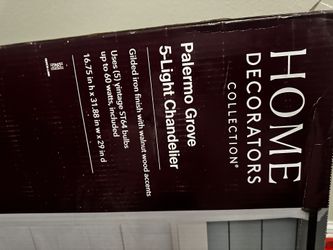 HOME
DECORATORS
COLLECTION®
Palermo Grove
5-Light Chandelier
Gilded iron finish with walnut wood accents
Uses (5) vintage ST64 bulbs
up to 60 watts, included
16.75 in h x 31.88 in w x 29 in d